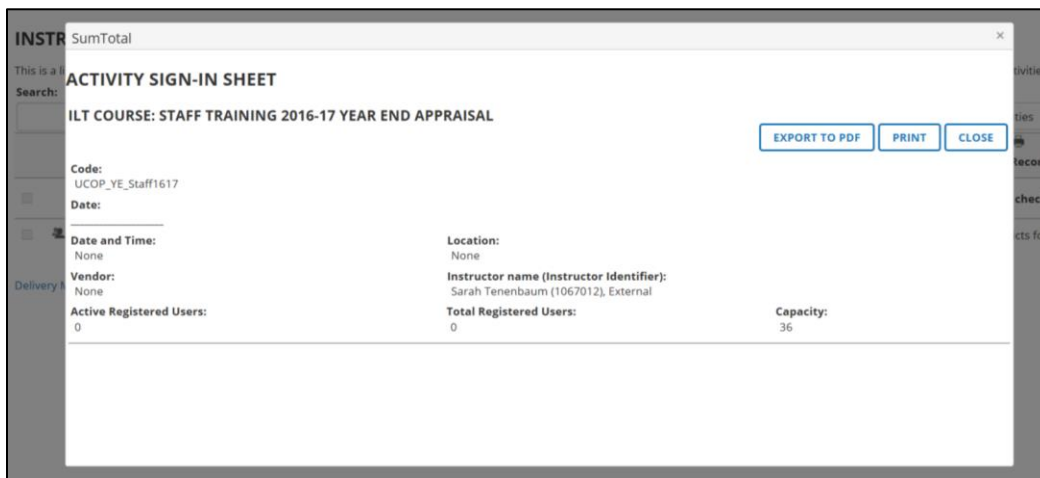 INSTR
SumTotal
×
This is a li
tivitie
ACTIVITY SIGN-IN SHEET
Search:
ILT COURSE: STAFF TRAINING 2016-17 YEAR END APPRAISAL
ties
EXPORT TO PDF PRINT CLOSE
Recor
Code:
UCOP_YE_Staff1617
chec
Date:
cts fo
Date and Time: Location:
None None
Delivery M
Vendor: Instructor name (Instructor Identifier):
None Sarah Tenenbaum (1067012), External
Active Registered Users: Total Registered Users: Capacity:
0 0 36